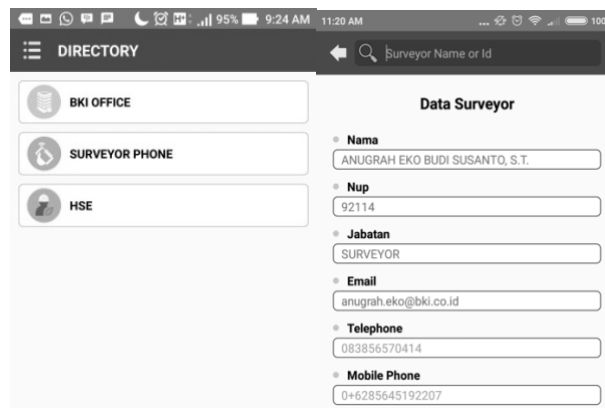 95% 9:24 AM
DIRECTORY
BKI OFFICE
SURVEYOR PHONE
HSE
11:20 AM ... 100
Surveyor Name or Id
Data Surveyor
Nama
ANUGRAH EKO BUDI SUSANTO, S.T.
Nup
92114
Jabatan
SURVEYOR
Email
anugrah.eko@bki.co.id
Telephone
083856570414
Mobile Phone
0+6285645192207